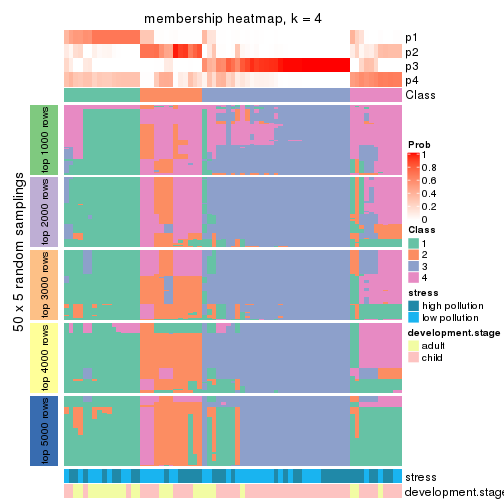 membership heatmap, k = 4
p1
p2
p3
p4
Class
50 x 5 random samplings
top 1000 rows
top 2000 rows
top 3000 rows
top 4000 rows
top 5000 rows
stress
development.stage
Prob
1
0.8
0.6
0.4
0.2
0
Class
1
2
3
4
stress
high pollution
low pollution
development.stage
adult
child